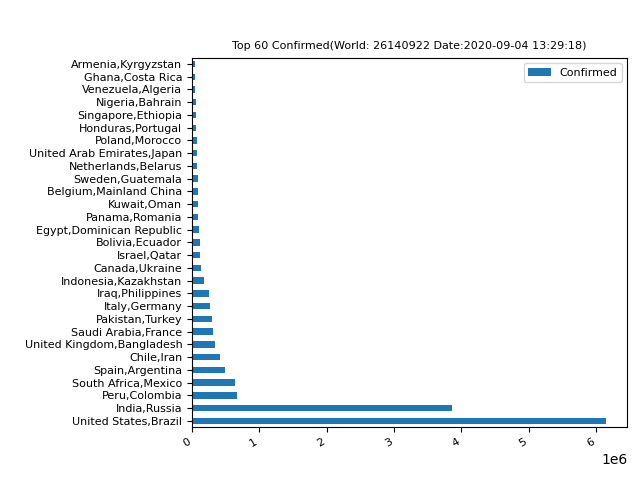 Top 60 Confirmed(World: 26140922 Date:2020-09-04 13:29:18)
Confirmed
Armenia,Kyrgyzstan
Ghana,Costa Rica
Venezuela,Algeria
Nigeria,Bahrain
Singapore,Ethiopia
Honduras,Portugal
Poland,Morocco
United Arab Emirates,Japan
Netherlands,Belarus
Sweden,Guatemala
Belgium,Mainland China
Kuwait,Oman
Panama,Romania
Egypt,Dominican Republic
Bolivia,Ecuador
Israel,Qatar
Canada,Ukraine
Indonesia,Kazakhstan
Iraq,Philippines
Italy,Germany
Pakistan,Turkey
Saudi Arabia,France
United Kingdom,Bangladesh
Chile,Iran
Spain,Argentina
South Africa,Mexico
Peru,Colombia
India,Russia
United States,Brazil
0 1 2 3 4 5 6
1e6